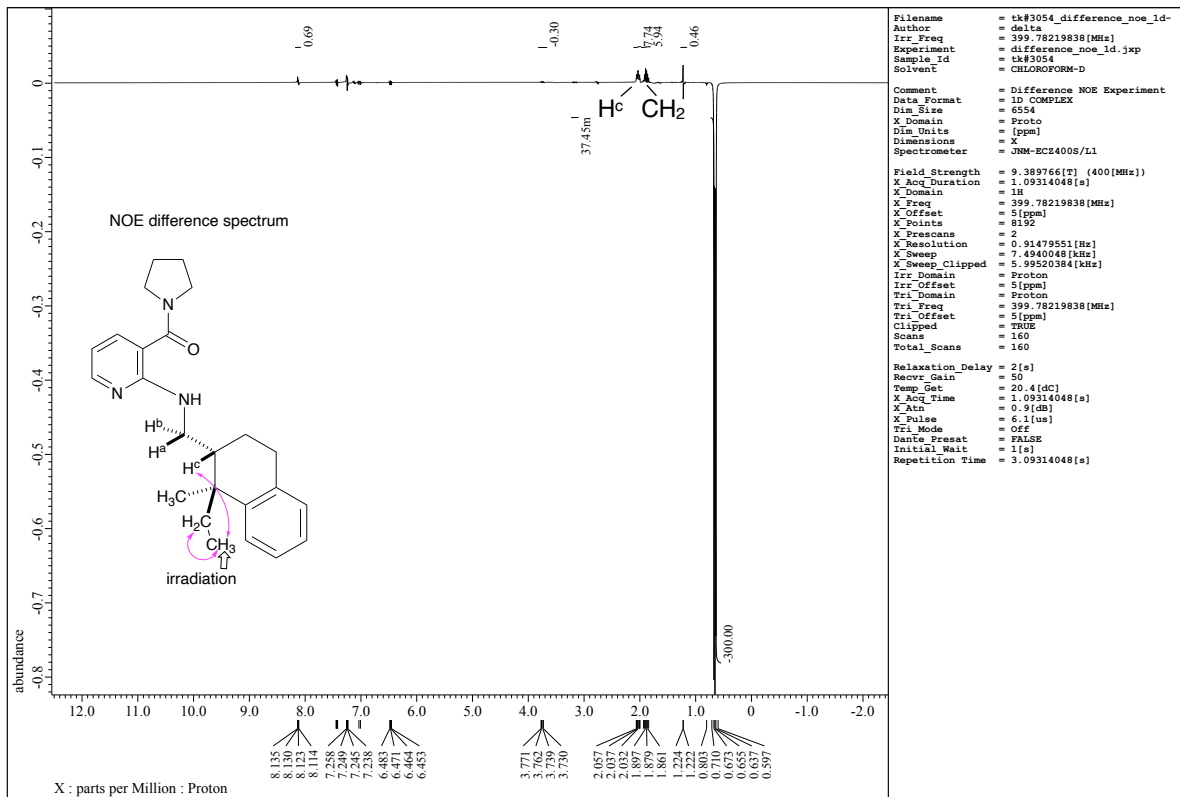 0.69
-0.30
7.74
5.94
0.46
0
Hᶜ
CH₂
37.45m
-0.1
NOE difference spectrum
-0.2
-0.3
N
O
-0.4
N
NH
Hᵇ
Hᵃ
-0.5
Hᶜ
H₃C
H₂C
CH₃
-0.6
irradiation
-0.7
-300.00
-0.8
abundance
12.0 11.0 10.0 9.0 8.0 7.0 6.0 5.0 4.0 3.0 2.0 1.0 0 -1.0 -2.0
8.135
8.130
8.123
8.114
7.258
7.249
7.245
7.238
6.483
6.471
6.464
6.453
3.771
3.762
3.739
3.730
2.057
2.037
2.032
1.897
1.879
1.861
1.224
1.222
0.803
0.710
0.673
0.655
0.637
0.597
X : parts per Million : Proton
Filename = tk#3054_difference_noe_1d-
Author = delta
Irr_Freq = 399.78219838[MHz]
Experiment = difference_noe_1d.jxp
Sample_Id = tk#3054
Solvent = CHLOROFORM-D
Comment = Difference NOE Experiment
Data_Format = 1D COMPLEX
Dim_Size = 6554
X_Domain = Proto
Dim_Units = [ppm]
Dimensions = X
Spectrometer = JNM-ECZ400S/L1
Field_Strength = 9.389766[T] (400[MHz])
X_Acq_Duration = 1.09314048[s]
X_Domain = 1H
X_Freq = 399.78219838[MHz]
X_Offset = 5[ppm]
X_Points = 8192
X_Prescans = 2
X_Resolution = 0.91479551[Hz]
X_Sweep = 7.4940048[kHz]
X_Sweep_Clipped = 5.99520384[kHz]
Irr_Domain = Proton
Irr_Offset = 5[ppm]
Tri_Domain = Proton
Tri_Freq = 399.78219838[MHz]
Tri_Offset = 5[ppm]
Clipped = TRUE
Scans = 160
Total_Scans = 160
Relaxation_Delay = 2[s]
Recvr_Gain = 50
Temp_Get = 20.4[dC]
X_Acq_Time = 1.09314048[s]
X_Atn = 0.9[dB]
X_Pulse = 6.1[us]
Tri_Mode = Off
Dante_Presat = FALSE
Initial_Wait = 1[s]
Repetition Time = 3.09314048[s]